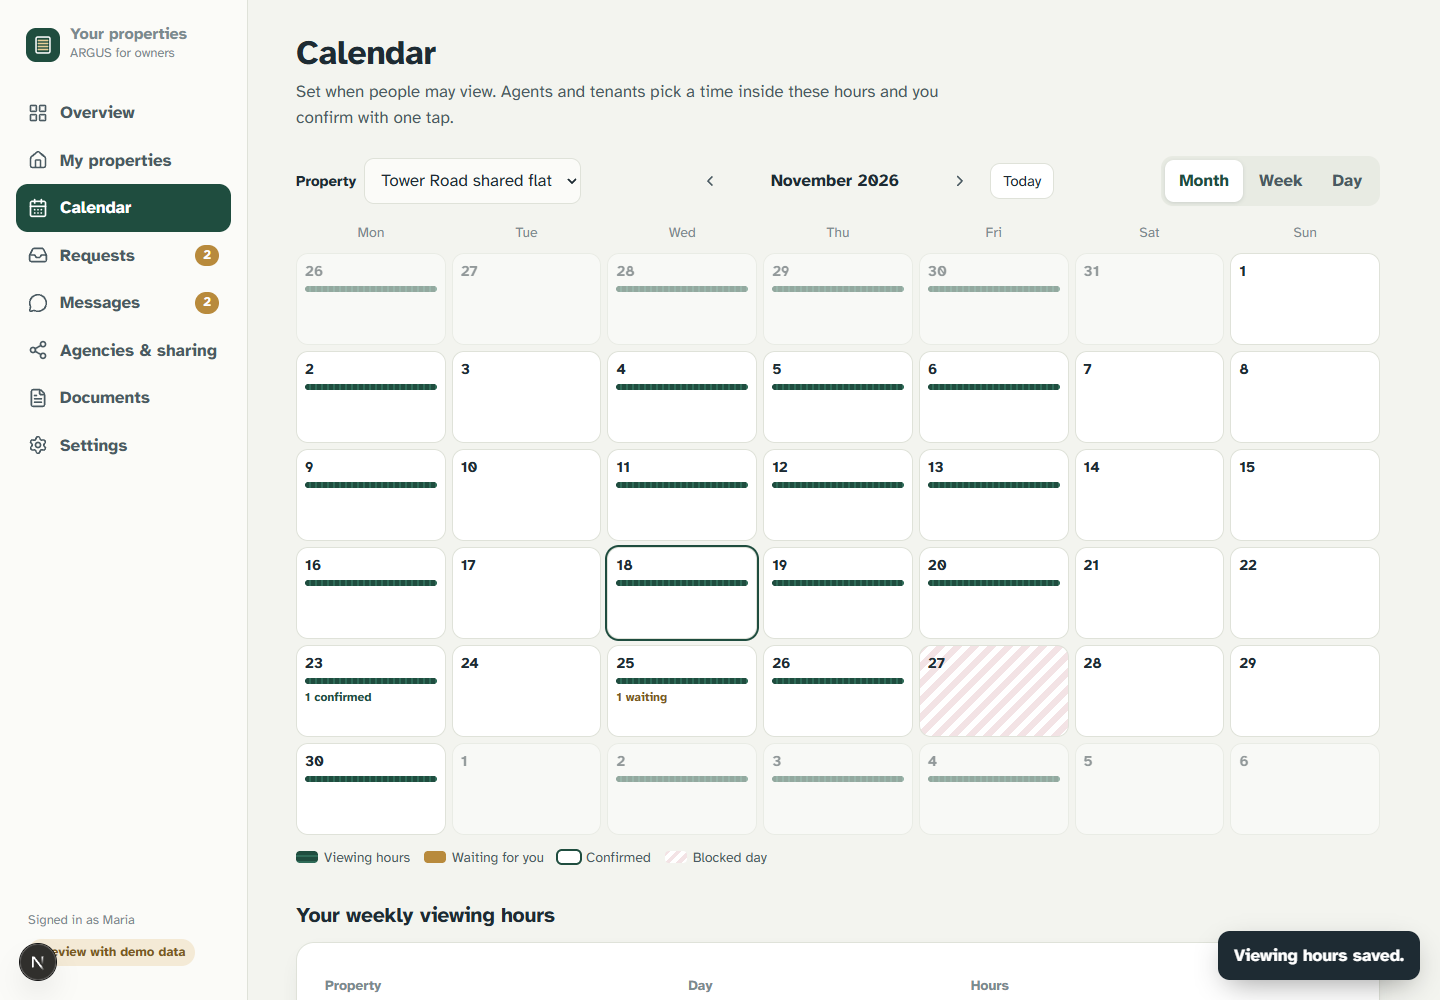 Your properties
ARGUS for owners
Overview
My properties
Calendar
Requests 2
Messages 2
Agencies & sharing
Documents
Settings
Signed in as Maria
with demo data
N
Calendar
Set when people may view. Agents and tenants pick a time inside these hours and you
confirm with one tap.
Property Tower Road shared flat November 2026 Today Month Week Day
Mon Tue Wed Thu Fri Sat Sun
26 27 28 29 30 31 1
2 3 4 5 6 7 8
9 10 11 12 13 14 15
16 17 18 19 20 21 22
23 24 25 26 27 28 29
1 confirmed 1 waiting
30 1 2 3 4 5 6
Viewing hours Waiting for you Confirmed Blocked day
Your weekly viewing hours
Property Day Hours
Viewing hours saved.